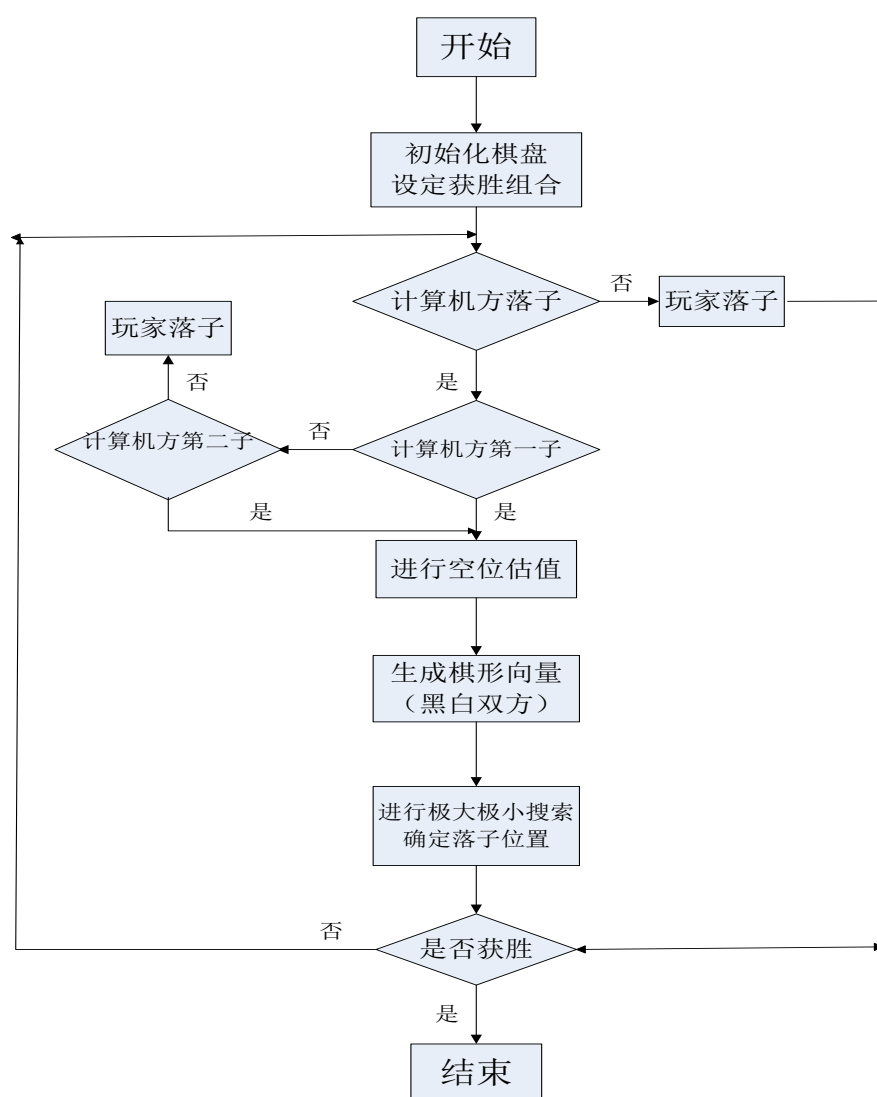 开始
初始化棋盘
设定获胜组合
计算机方落子
否
玩家落子
玩家落子
是
否
计算机方第二子
否
计算机方第一子
是
是
进行空位估值
生成棋形向量
（黑白双方）
进行极大极小搜索
确定落子位置
否
是否获胜
是
结束